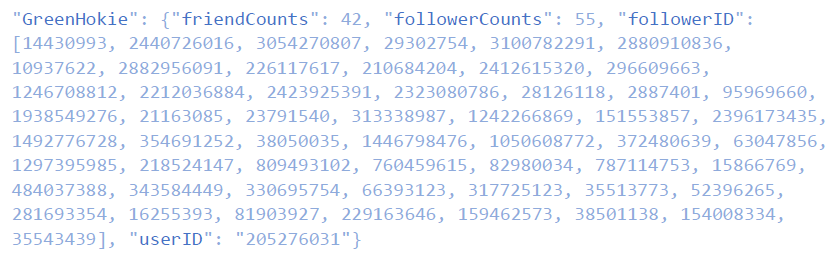 "GreenHokie": {"friendCounts": 42, "followerCounts": 55, "followerID":
[14430993, 2440726016, 3054270807, 29302754, 3100782291, 2880910836,
10937622, 2882956091, 226117617, 210684204, 2412615320, 296609663,
1246708812, 2212036884, 2423925391, 2323080786, 28126118, 2887401, 95969660,
1938549276, 21163085, 23791540, 313338987, 1242266869, 151553857, 2396173435,
1492776728, 354691252, 38050035, 1446798476, 1050608772, 372480639, 63047856,
1297395985, 218524147, 809493102, 760459615, 82980034, 787114753, 15866769,
484037388, 343584449, 330695754, 66393123, 317725123, 35513773, 52396265,
281693354, 16255393, 81903927, 229163646, 159462573, 38501138, 154008334,
35543439], "userID": "205276031"}